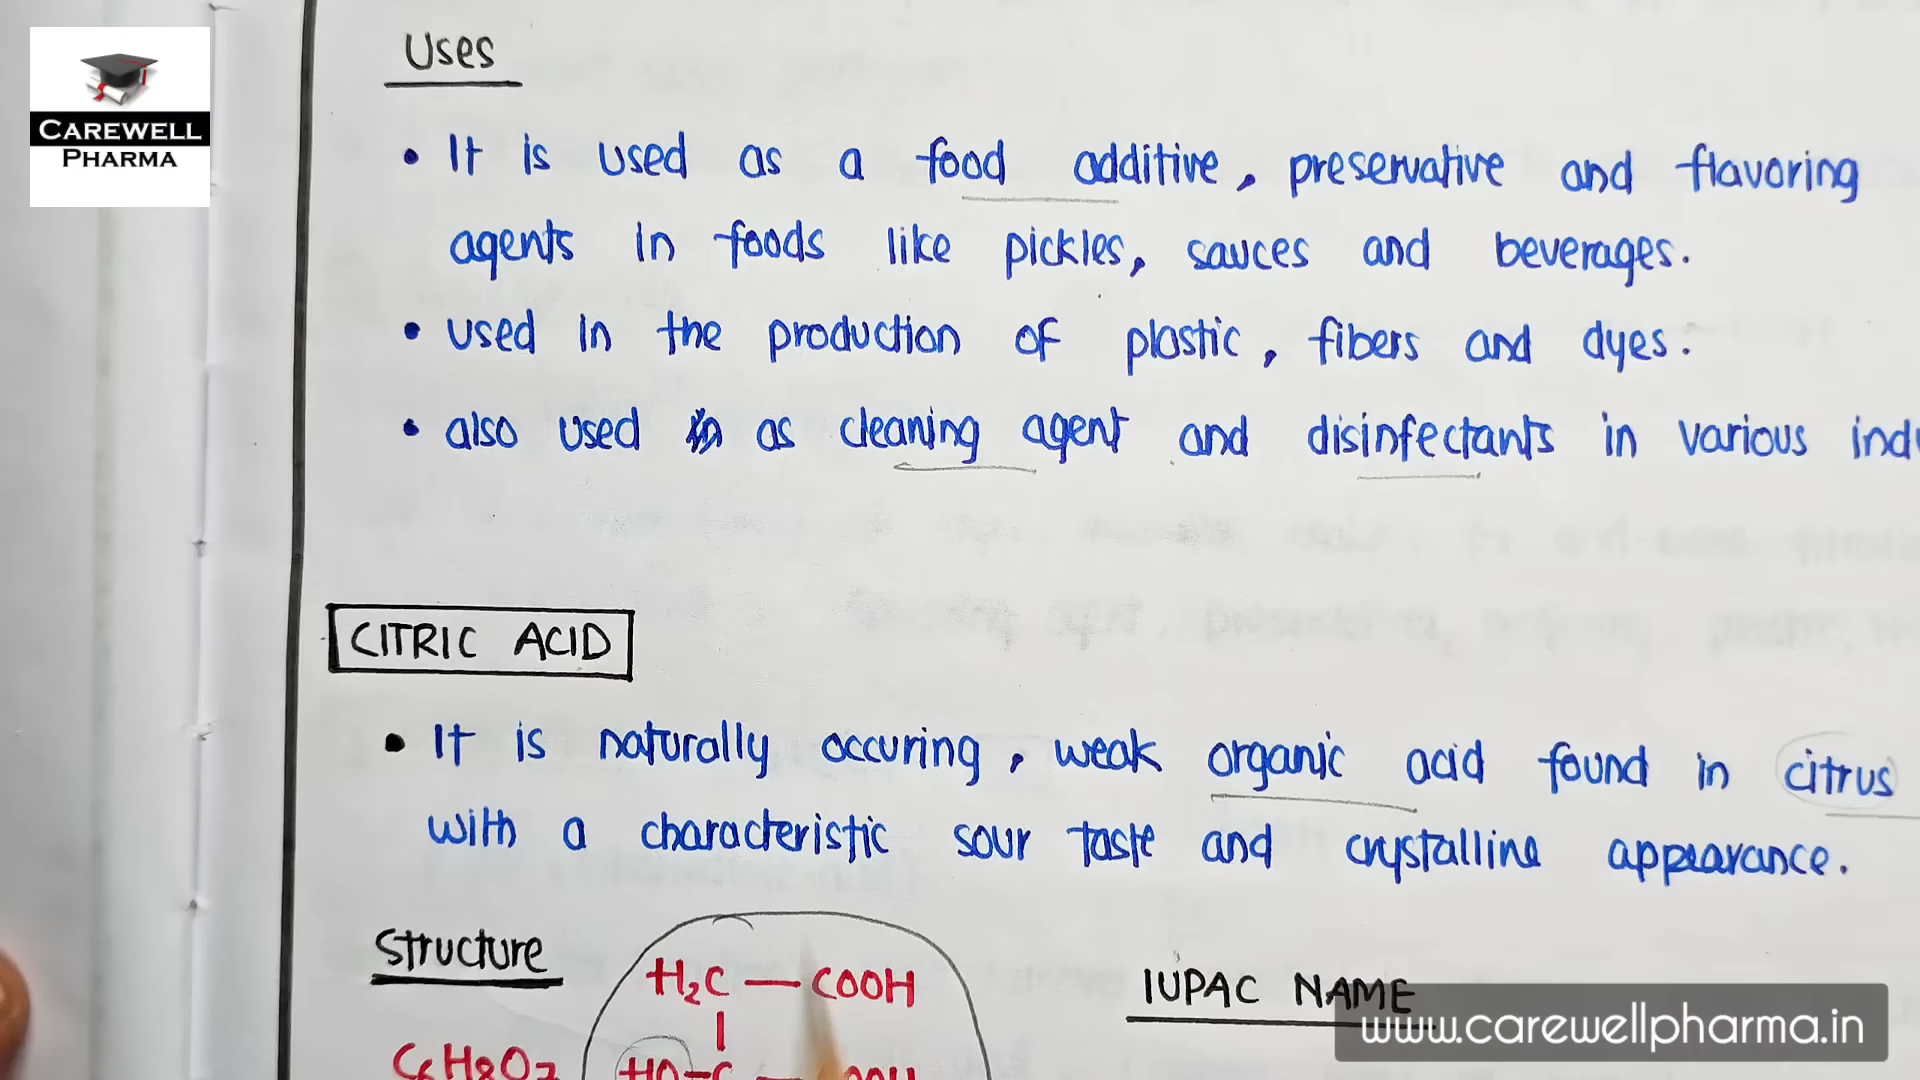 CAREWELL
PHARMA
Uses
• It is used as a food additive, preservative and flavoring
agents in foods like pickles, sauces and beverages.
• used in the production of plastic, fibers and dyes.
• also used as cleaning agent and disinfectants in various
CITRIC ACID
• It is naturally occuring, weak organic acid found in citrus
with a characteristic sour taste and crystalline appearance.
Structure
H₂C — COOH
IUPAC NAME
www.carewellpharma.in
C6H8O7
HO–C —